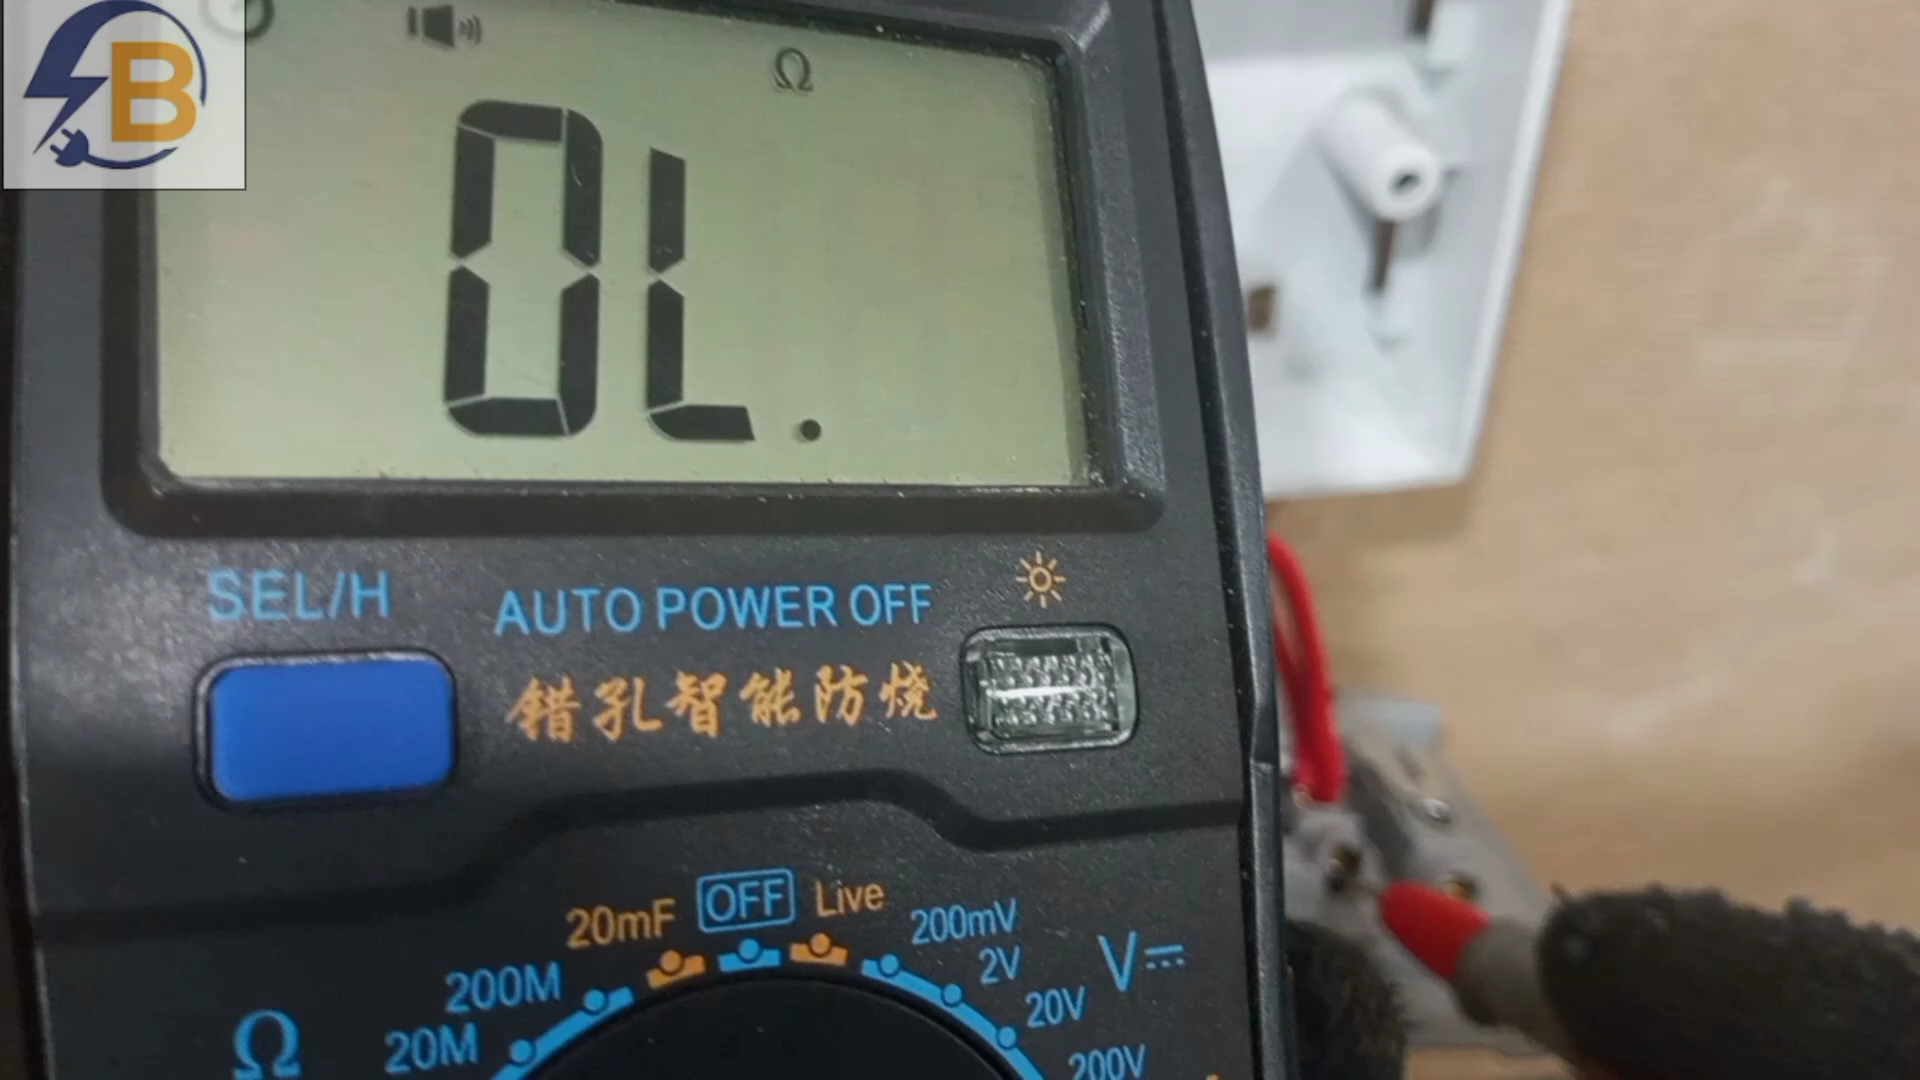 B
Ω
0L.
SEL/H
AUTO POWER OFF
错孔智能防烧
20mF
OFF
Live
200mV
2V
V
200M
20V
Ω
20M
200V